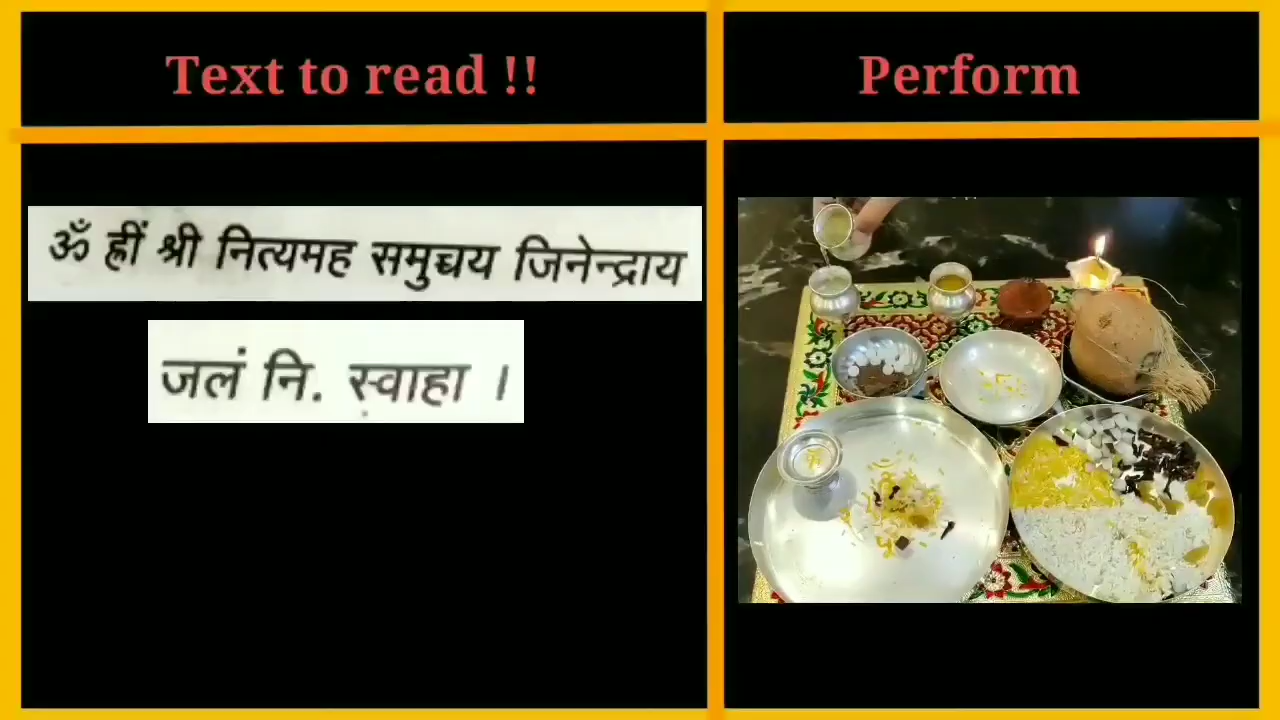 Text to read !!
Perform
ॐ ह्रीं श्री नित्यमह समुच्चय जिनेन्द्राय
जलं नि. स्वाहा ।